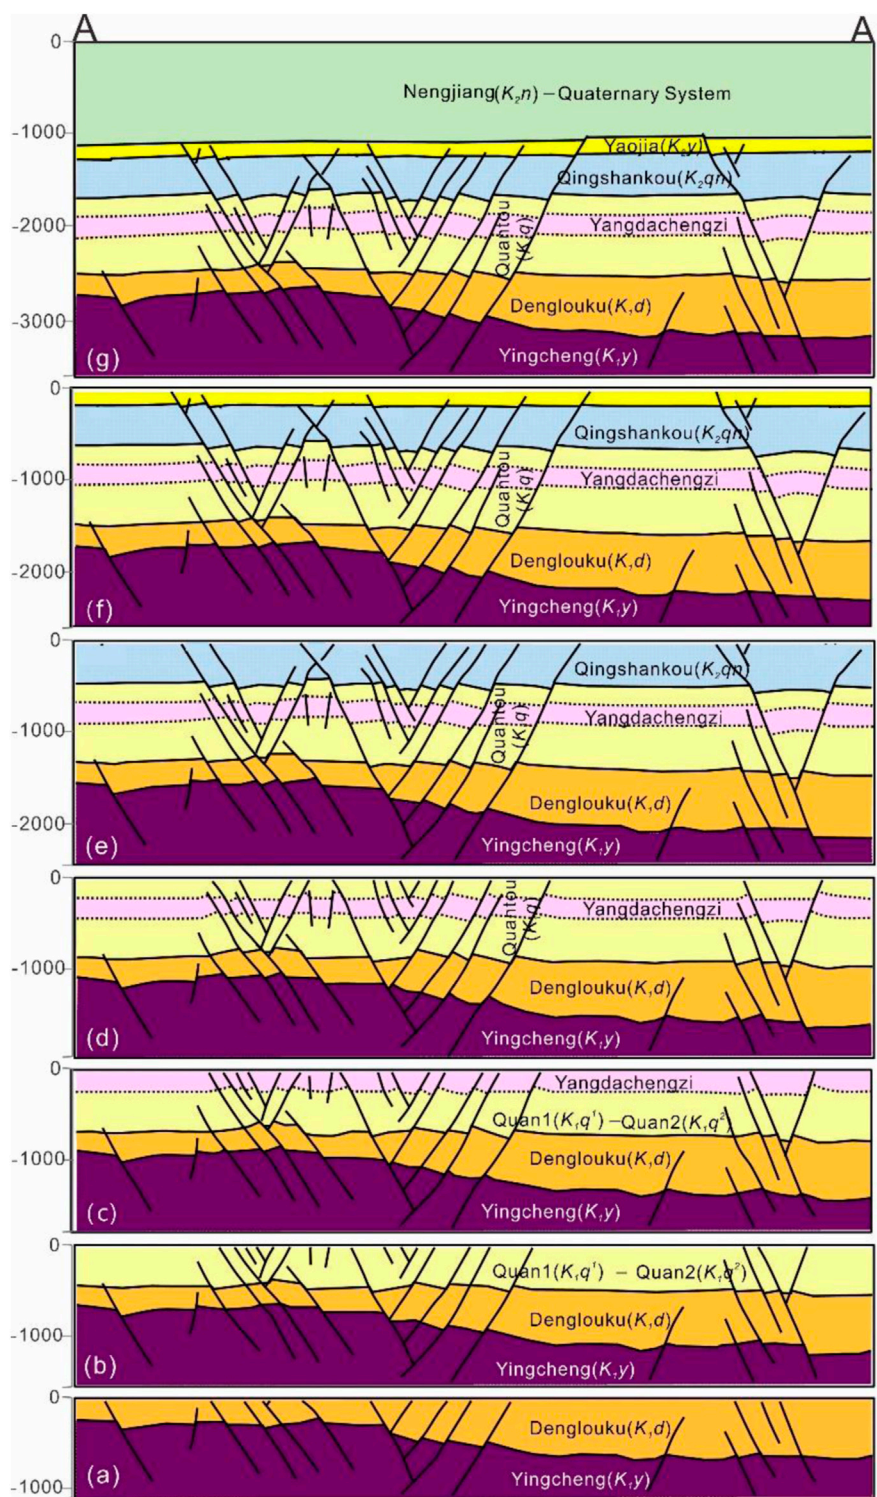 A A
0
Nengjiang(K₂n) – Quaternary System
-1000
Yaojia(K₂y)
Qingshankou(K₂qn)
-2000
Quantou
(K₁q)
Yangdachengzi
Denglouku(K₁d)
-3000
(g)
Yingcheng(K₁y)
0
Qingshankou(K₂qn)
-1000
Quantou
(K₁q)
Yangdachengzi
Denglouku(K₁d)
-2000
(f)
Yingcheng(K₁y)
0
Qingshankou(K₂qn)
Quantou
(K₁q)
Yangdachengzi
-1000
Denglouku(K₁d)
-2000
(e)
Yingcheng(K₁y)
0
Quantou
(K₁q)
Yangdachengzi
-1000
Denglouku(K₁d)
(d)
Yingcheng(K₁y)
0
Yangdachengzi
Quan1(K₁q¹) – Quan2(K₁q²)
-1000
Denglouku(K₁d)
(c)
Yingcheng(K₁y)
0
Quan1(K₁q¹) – Quan2(K₁q²)
Denglouku(K₁d)
-1000
(b)
Yingcheng(K₁y)
0
Denglouku(K₁d)
(a)
Yingcheng(K₁y)
-1000